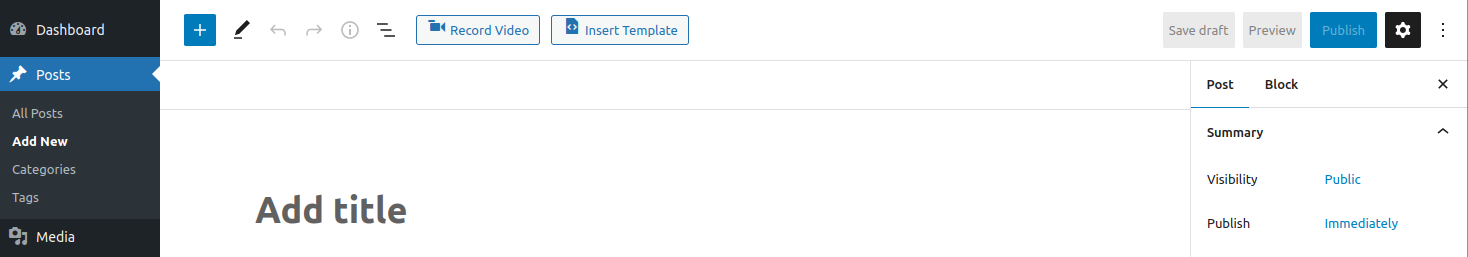 Dashboard
Posts
All Posts
Add New
Categories
Tags
Media
Record Video
Insert Template
Save draft
Preview
Publish
Add title
Post
Block
Summary
Visibility
Public
Publish
Immediately